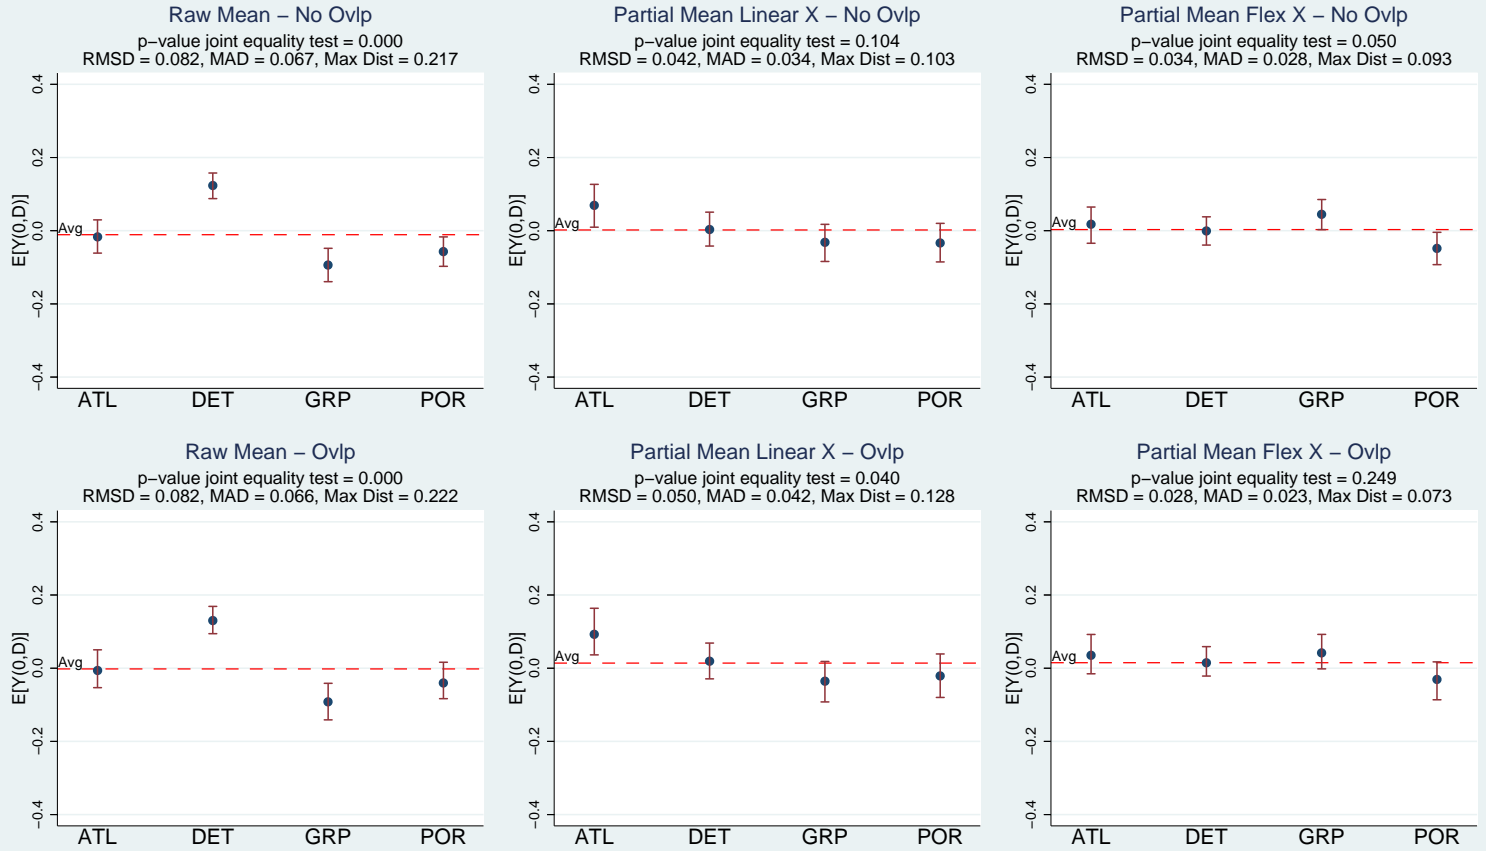 Raw Mean − No Ovlp
p−value joint equality test = 0.000
RMSD = 0.082, MAD = 0.067, Max Dist = 0.217
E[Y(0,D)]
0.4
0.2
0.0
−0.2
−0.4
Avg
ATL DET GRP POR
Partial Mean Linear X − No Ovlp
p−value joint equality test = 0.104
RMSD = 0.042, MAD = 0.034, Max Dist = 0.103
E[Y(0,D)]
0.4
0.2
0.0
−0.2
−0.4
Avg
ATL DET GRP POR
Partial Mean Flex X − No Ovlp
p−value joint equality test = 0.050
RMSD = 0.034, MAD = 0.028, Max Dist = 0.093
E[Y(0,D)]
0.4
0.2
0.0
−0.2
−0.4
Avg
ATL DET GRP POR
Raw Mean − Ovlp
p−value joint equality test = 0.000
RMSD = 0.082, MAD = 0.066, Max Dist = 0.222
E[Y(0,D)]
0.4
0.2
0.0
−0.2
−0.4
Avg
ATL DET GRP POR
Partial Mean Linear X − Ovlp
p−value joint equality test = 0.040
RMSD = 0.050, MAD = 0.042, Max Dist = 0.128
E[Y(0,D)]
0.4
0.2
0.0
−0.2
−0.4
Avg
ATL DET GRP POR
Partial Mean Flex X − Ovlp
p−value joint equality test = 0.249
RMSD = 0.028, MAD = 0.023, Max Dist = 0.073
E[Y(0,D)]
0.4
0.2
0.0
−0.2
−0.4
Avg
ATL DET GRP POR